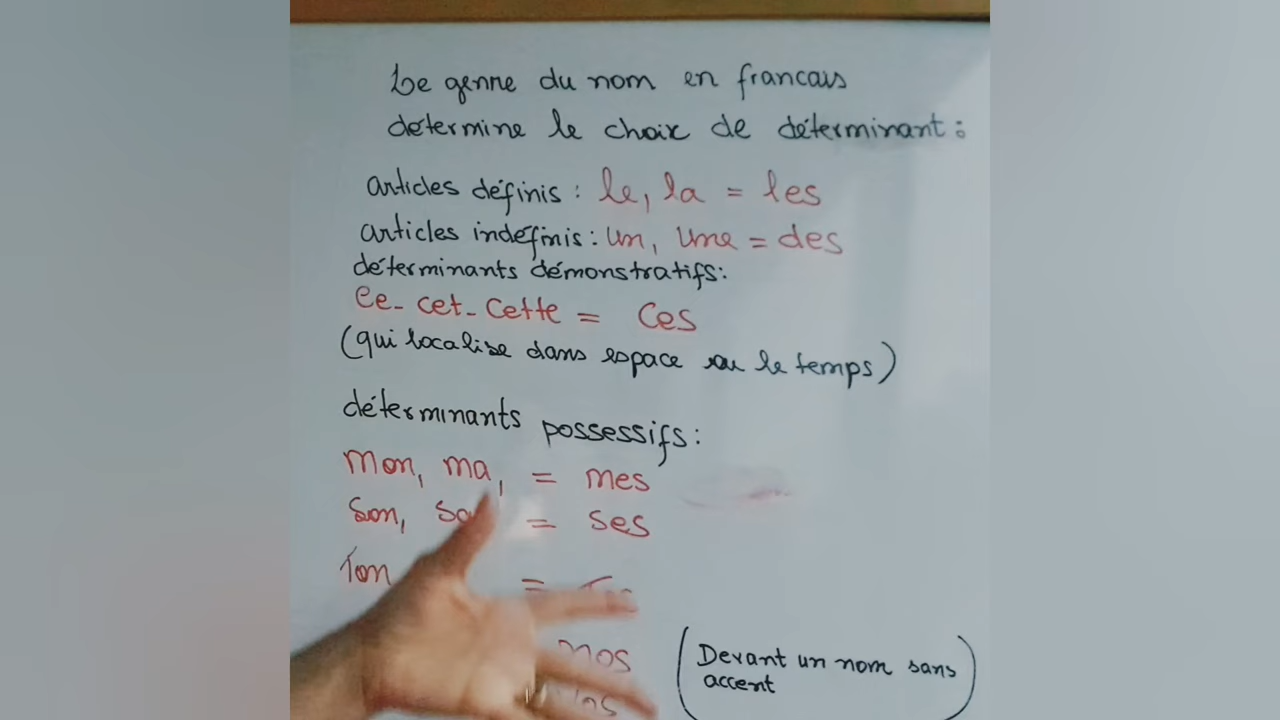 Le genre du nom en francais
détermine le choix de déterminant :
articles définis : le, la = les
articles indéfinis : un, une = des
déterminants démonstratifs :
Ce - cet - cette = Ces
(qui localise dans espace ou le temps)
déterminants possessifs :
Mon, ma, = mes
Son, sa = ses
Ton =
nos
(Devant un nom sans
accent)